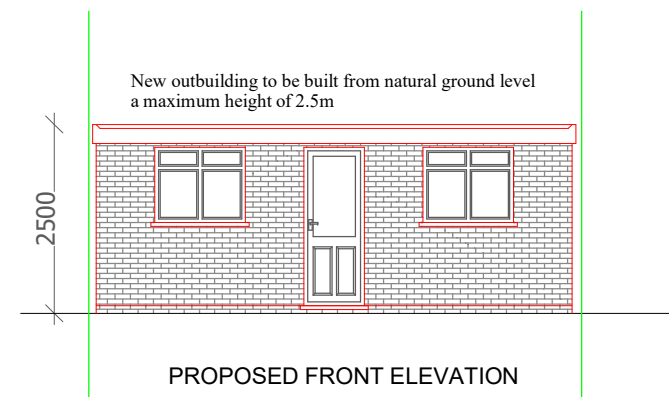 New outbuilding to be built from natural ground level
a maximum height of 2.5m
2500
PROPOSED FRONT ELEVATION